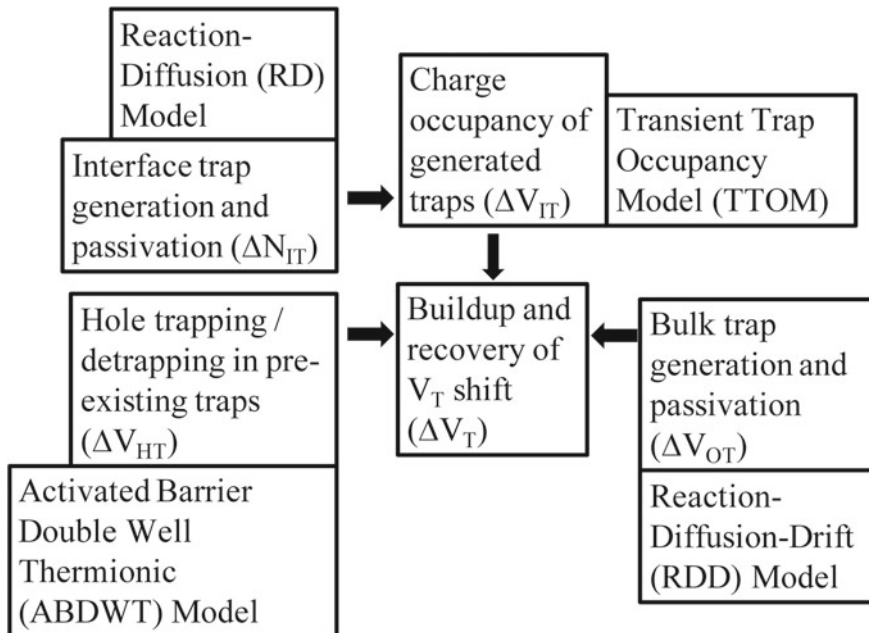 Reaction-
Diffusion (RD)
Model
Interface trap
generation and
passivation (ΔN_IT)
Charge
occupancy of
generated
traps (ΔV_IT)
Transient Trap
Occupancy
Model (TTOM)
Hole trapping /
detrapping in pre-
existing traps
(ΔV_HT)
Activated Barrier
Double Well
Thermionic
(ABDWT) Model
Buildup and
recovery of
V_T shift
(ΔV_T)
Bulk trap
generation and
passivation
(ΔV_OT)
Reaction-
Diffusion-Drift
(RDD) Model